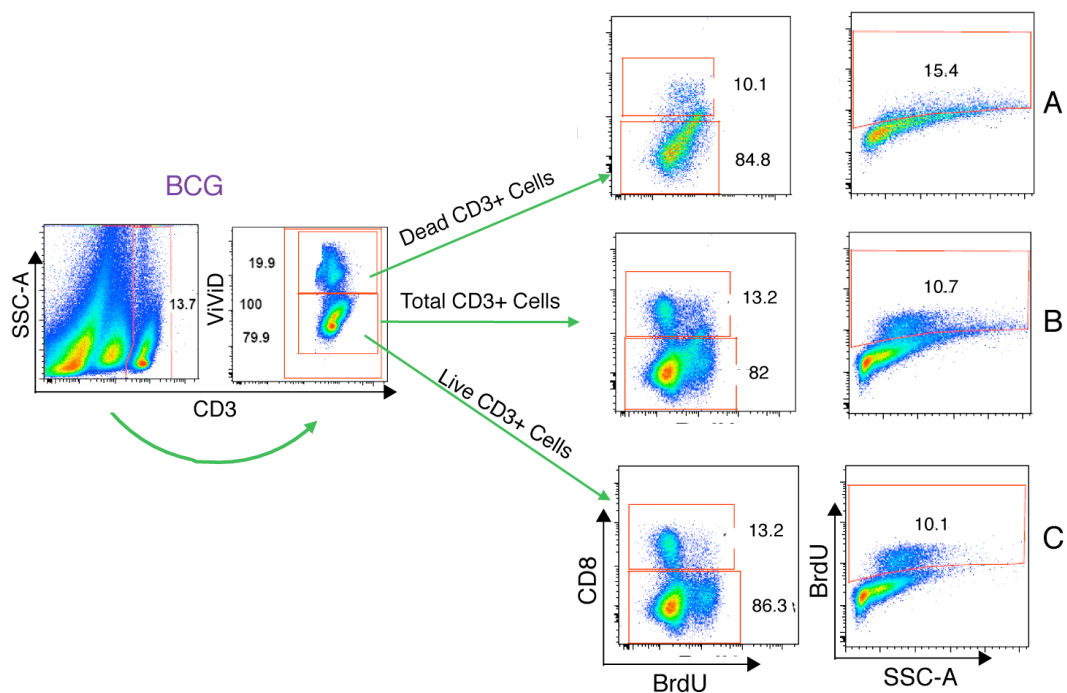 10.1
84.8
15.4
A
BCG
Dead CD3+ Cells
SSC-A
13.7
ViViD
19.9
100
79.9
CD3
Total CD3+ Cells
13.2
82
10.7
B
Live CD3+ Cells
CD8
13.2
86.3
BrdU
BrdU
10.1
C
SSC-A